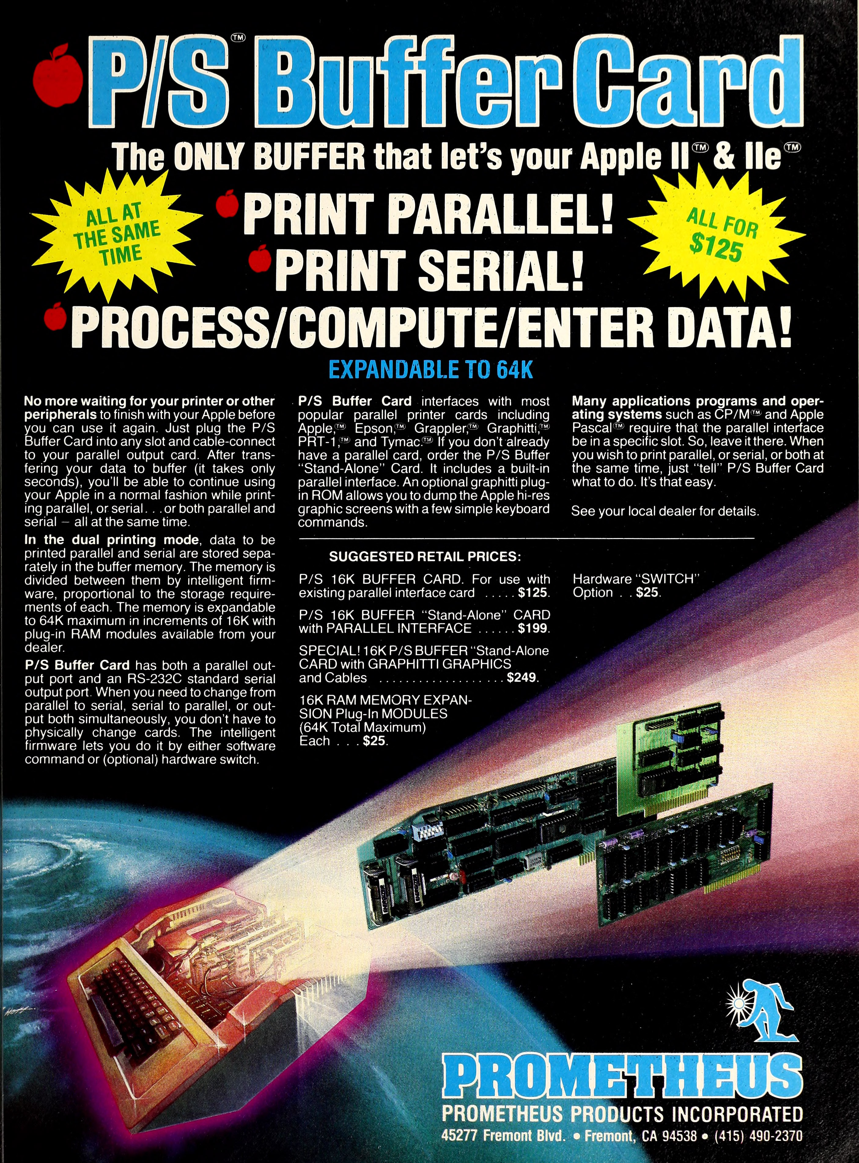 P/S™ Buffer Card
The ONLY BUFFER that let's your Apple II™ & IIe™
ALL AT
THE SAME
TIME
PRINT PARALLEL!
ALL FOR
$125
PRINT SERIAL!
PROCESS/COMPUTE/ENTER DATA!
EXPANDABLE TO 64K
No more waiting for your printer or other
peripherals to finish with your Apple before
you can use it again. Just plug the P/S
Buffer Card into any slot and cable-connect
to your parallel output card. After trans-
fering your data to buffer (it takes only
seconds), you'll be able to continue using
your Apple in a normal fashion while print-
ing parallel, or serial. . .or both parallel and
serial – all at the same time.
In the dual printing mode, data to be
printed parallel and serial are stored sepa-
rately in the buffer memory. The memory is
divided between them by intelligent firm-
ware, proportional to the storage require-
ments of each. The memory is expandable
to 64K maximum in increments of 16K with
plug-in RAM modules available from your
dealer.
P/S Buffer Card has both a parallel out-
put port and an RS-232C standard serial
output port. When you need to change from
parallel to serial, serial to parallel, or out-
put both simultaneously, you don't have to
physically change cards. The intelligent
firmware lets you do it by either software
command or (optional) hardware switch.
P/S Buffer Card interfaces with most
popular parallel printer cards including
Apple,™ Epson,™ Grappler,™ Graphitti,™
PRT-1,™ and Tymac.™ If you don't already
have a parallel card, order the P/S Buffer
"Stand-Alone" Card. It includes a built-in
parallel interface. An optional graphitti plug-
in ROM allows you to dump the Apple hi-res
graphic screens with a few simple keyboard
commands.
Many applications programs and oper-
ating systems such as CP/M™ and Apple
Pascal™ require that the parallel interface
be in a specific slot. So, leave it there. When
you wish to print parallel, or serial, or both at
the same time, just "tell" P/S Buffer Card
what to do. It's that easy.
See your local dealer for details.
SUGGESTED RETAIL PRICES:
P/S 16K BUFFER CARD. For use with
existing parallel interface card . . . . . $125.
P/S 16K BUFFER "Stand-Alone" CARD
with PARALLEL INTERFACE . . . . . . $199.
SPECIAL! 16K P/S BUFFER "Stand-Alone
CARD with GRAPHITTI GRAPHICS
and Cables . . . . . . . . . . . . . . . . . . $249.
16K RAM MEMORY EXPAN-
SION Plug-In MODULES
(64K Total Maximum)
Each . . . $25.
Hardware "SWITCH"
Option . . $25.
PROMETHEUS
PROMETHEUS PRODUCTS INCORPORATED
45277 Fremont Blvd. • Fremont, CA 94538 • (415) 490-2370